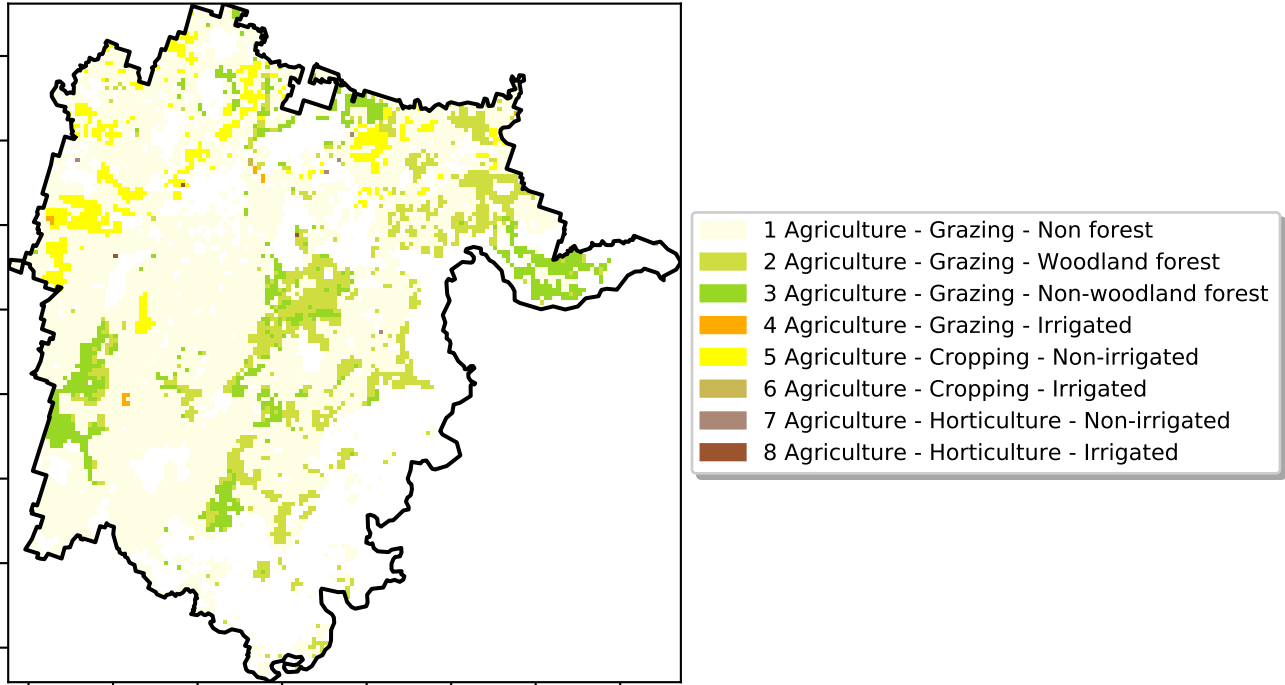 1 Agriculture - Grazing - Non forest
2 Agriculture - Grazing - Woodland forest
3 Agriculture - Grazing - Non-woodland forest
4 Agriculture - Grazing - Irrigated
5 Agriculture - Cropping - Non-irrigated
6 Agriculture - Cropping - Irrigated
7 Agriculture - Horticulture - Non-irrigated
8 Agriculture - Horticulture - Irrigated